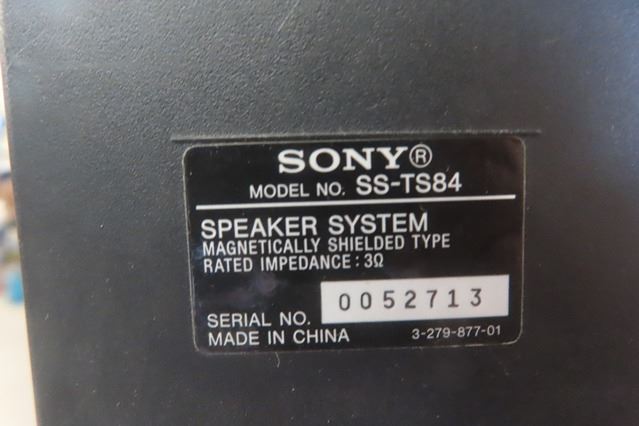 SONY®
MODEL NO. SS-TS84
SPEAKER SYSTEM
MAGNETICALLY SHIELDED TYPE
RATED IMPEDANCE : 3Ω
SERIAL NO. 0052713
MADE IN CHINA 3-279-877-01